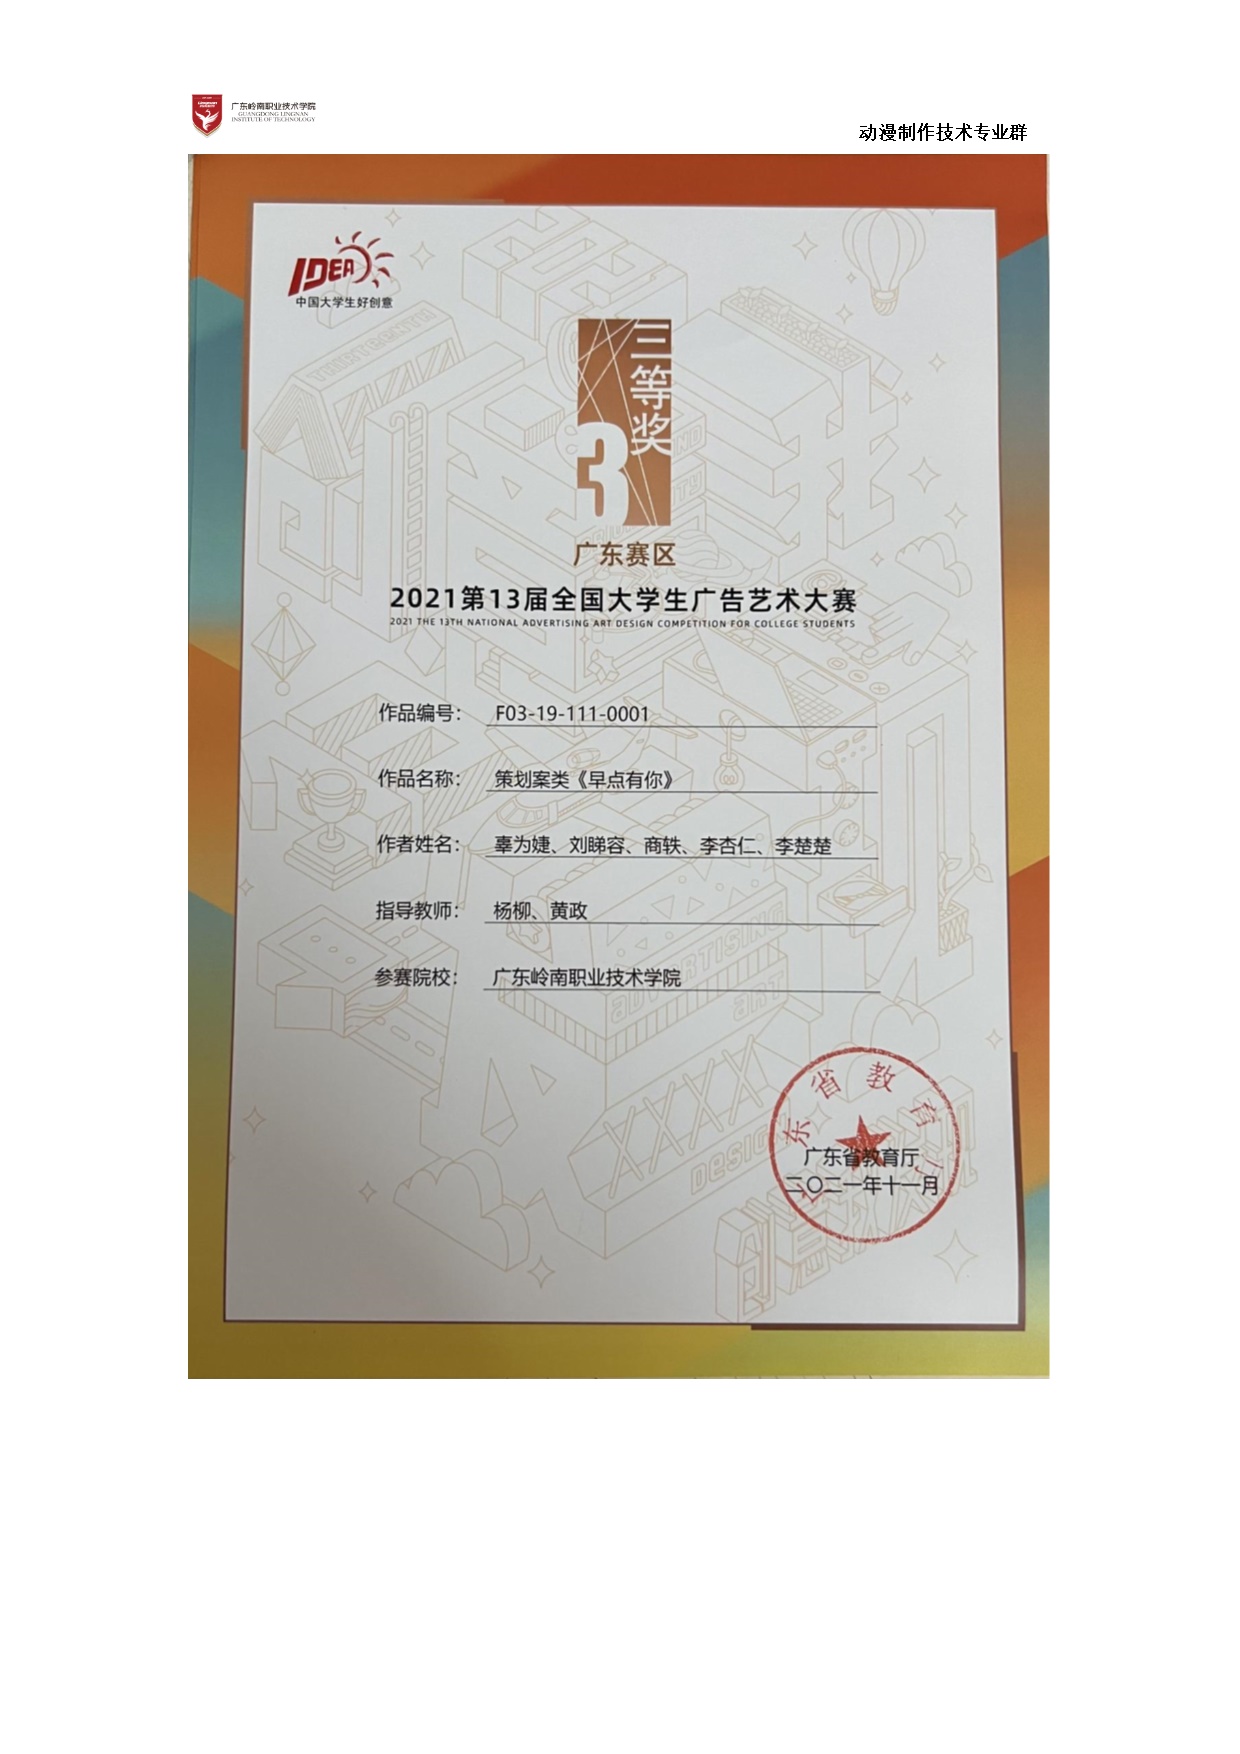 广东岭南职业技术学院
GUANGDONG LINGNAN
INSTITUTE OF TECHNOLOGY
动漫制作技术专业群
IDEA
中国大学生好创意
三等奖
3
广东赛区
2021第13届全国大学生广告艺术大赛
2021 THE 13TH NATIONAL ADVERTISING ART DESIGN COMPETITION FOR COLLEGE STUDENTS
作品编号： F03-19-111-0001
作品名称： 策划案类《早点有你》
作者姓名： 辜为婕、刘睇容、商轶、李杏仁、李楚楚
指导教师： 杨柳、黄政
参赛院校： 广东岭南职业技术学院
广东省教育厅
广东省教育厅
二〇二一年十一月
THIRTEENTH
ADVERTISING
ART
DESIGN